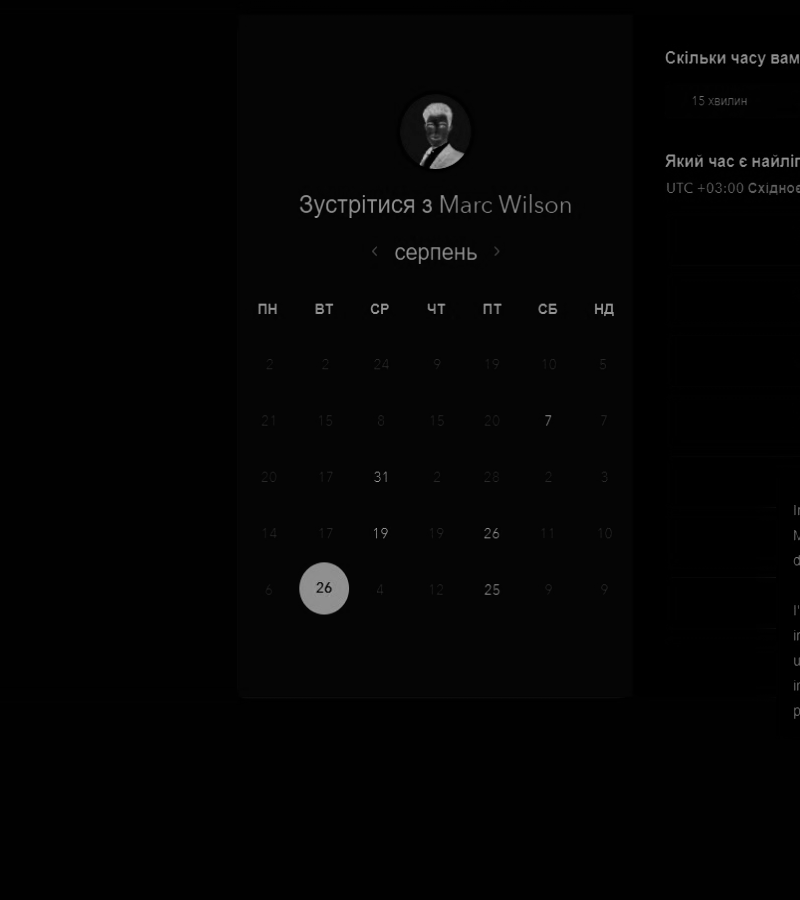 Зустрітися з Marc Wilson
серпень
ПН ВТ СР ЧТ ПТ СБ НД
2 2 24 9 19 10 5
21 15 8 15 20 7 7
20 17 31 2 28 2 3
14 17 19 19 26 11 10
6 26 4 12 25 9 9
Скільки часу вам
15 хвилин
Який час є
UTC +03:00